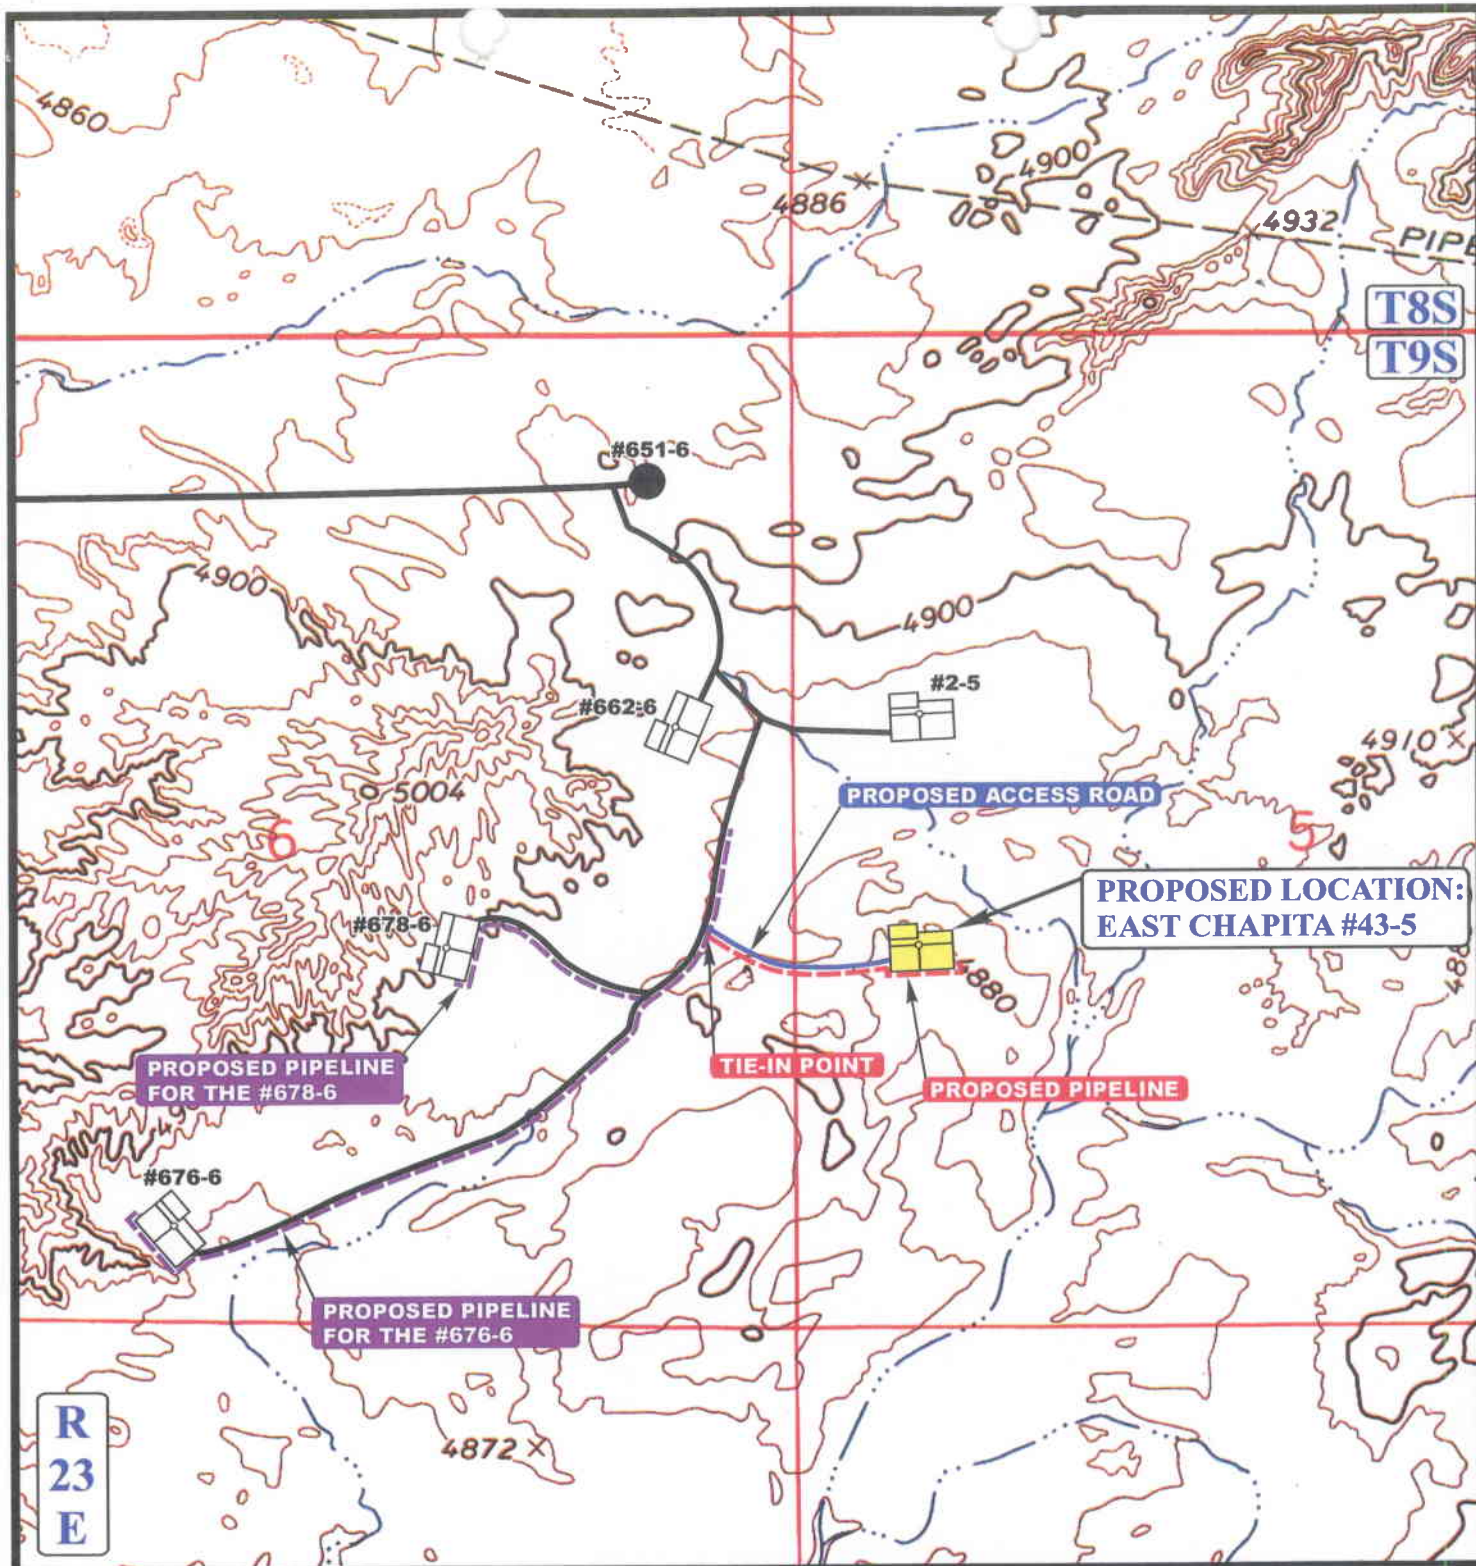 4860
4900
4886
4932
PIPE
T8S
T9S
#651-6
4900
4900
#662-6
#2-5
4910
5004
PROPOSED ACCESS ROAD
6
5
PROPOSED LOCATION:
EAST CHAPITA #43-5
#678-6
4880
PROPOSED PIPELINE
FOR THE #678-6
TIE-IN POINT
PROPOSED PIPELINE
#676-6
PROPOSED PIPELINE
FOR THE #676-6
R
23
E
4872